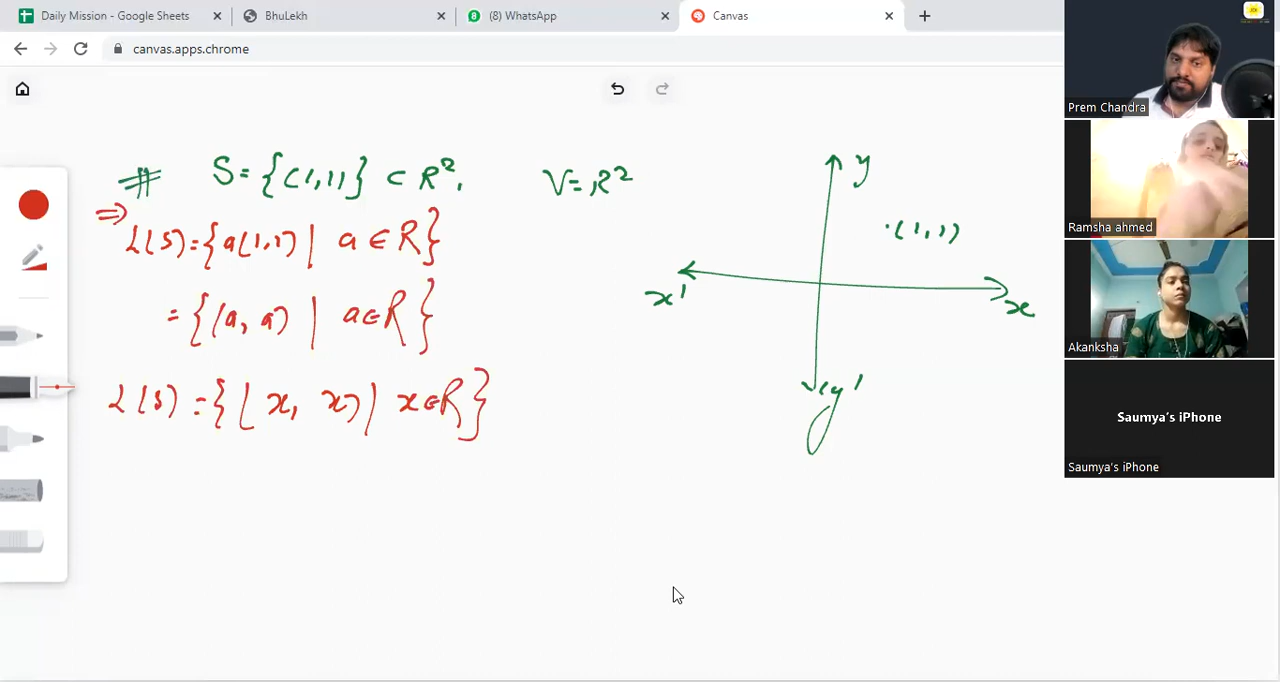 Daily Mission - Google Sheets
BhuLekh
(8) WhatsApp
Canvas
canvas.apps.chrome
# S = {(1,1)} ⊂ R². V = R²
⇒ L(S) = {a(1,1) | a ∈ R}
= {(a, a) | a ∈ R}
L(S) = {(x, x) | x ∈ R}
y
(1,1)
x'
x
y'
Prem Chandra
Ramsha ahmed
Akanksha
Saumya's iPhone
Saumya's iPhone